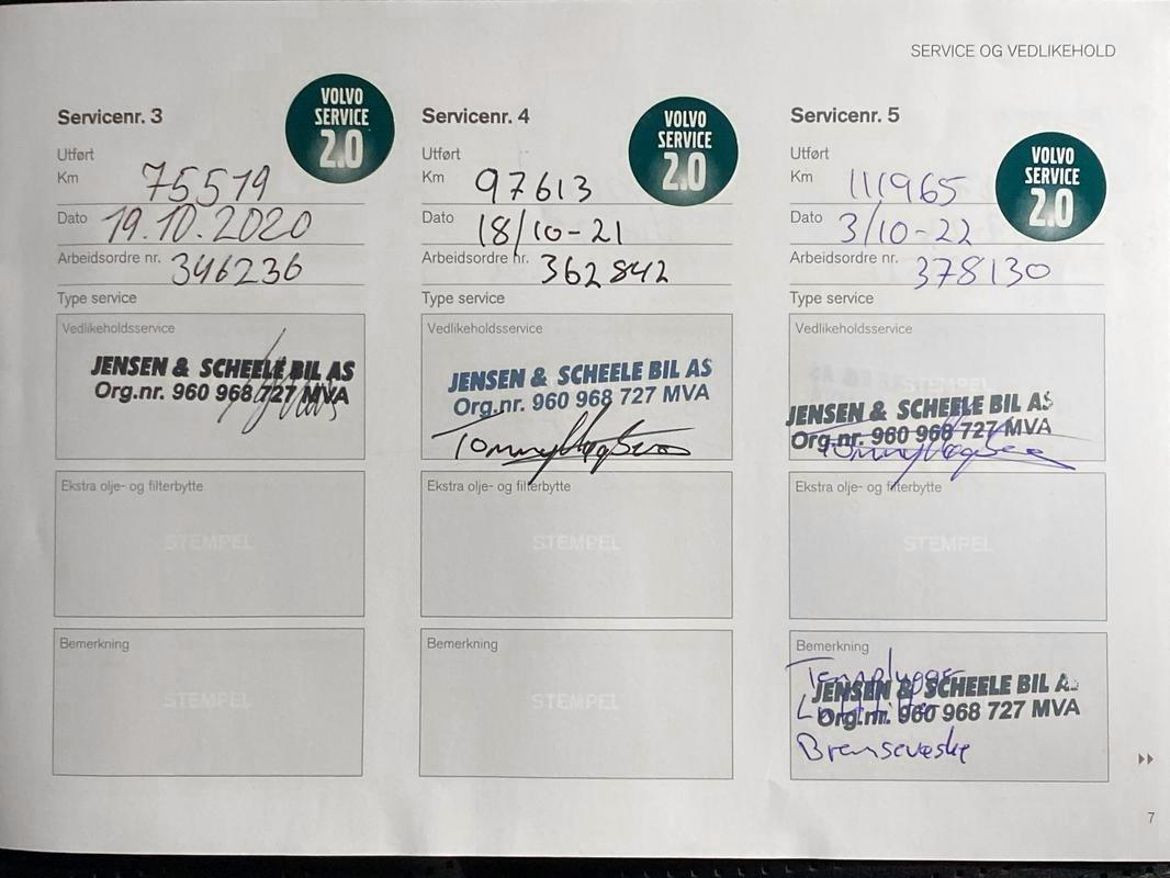 SERVICE OG VEDLIKEHOLD
Servicenr. 3
VOLVO
SERVICE
2.0
Utført
Km 75519
Dato 19.10.2020
Arbeidsordre nr. 346236
Type service
Vedlikeholdsservice
JENSEN & SCHEELE BIL AS
Org.nr. 960 968 727 MVA
Ekstra olje- og filterbytte
STEMPEL
Bemerkning
STEMPEL
Servicenr. 4
VOLVO
SERVICE
2.0
Utført
Km 97613
Dato 18/10-21
Arbeidsordre nr. 362842
Type service
Vedlikeholdsservice
JENSEN & SCHEELE BIL AS
Org.nr. 960 968 727 MVA
Tommy
Ekstra olje- og filterbytte
STEMPEL
Bemerkning
STEMPEL
Servicenr. 5
VOLVO
SERVICE
2.0
Utført
Km 111965
Dato 3/10-22
Arbeidsordre nr. 378130
Type service
Vedlikeholdsservice
STEMPEL
JENSEN & SCHEELE BIL AS
Org.nr. 960 968 727 MVA
Tommy
Ekstra olje- og filterbytte
STEMPEL
Bemerkning
Tennplugger
JENSEN & SCHEELE BIL AS
Luftfilter
Org.nr. 960 968 727 MVA
Bremsevæske
7